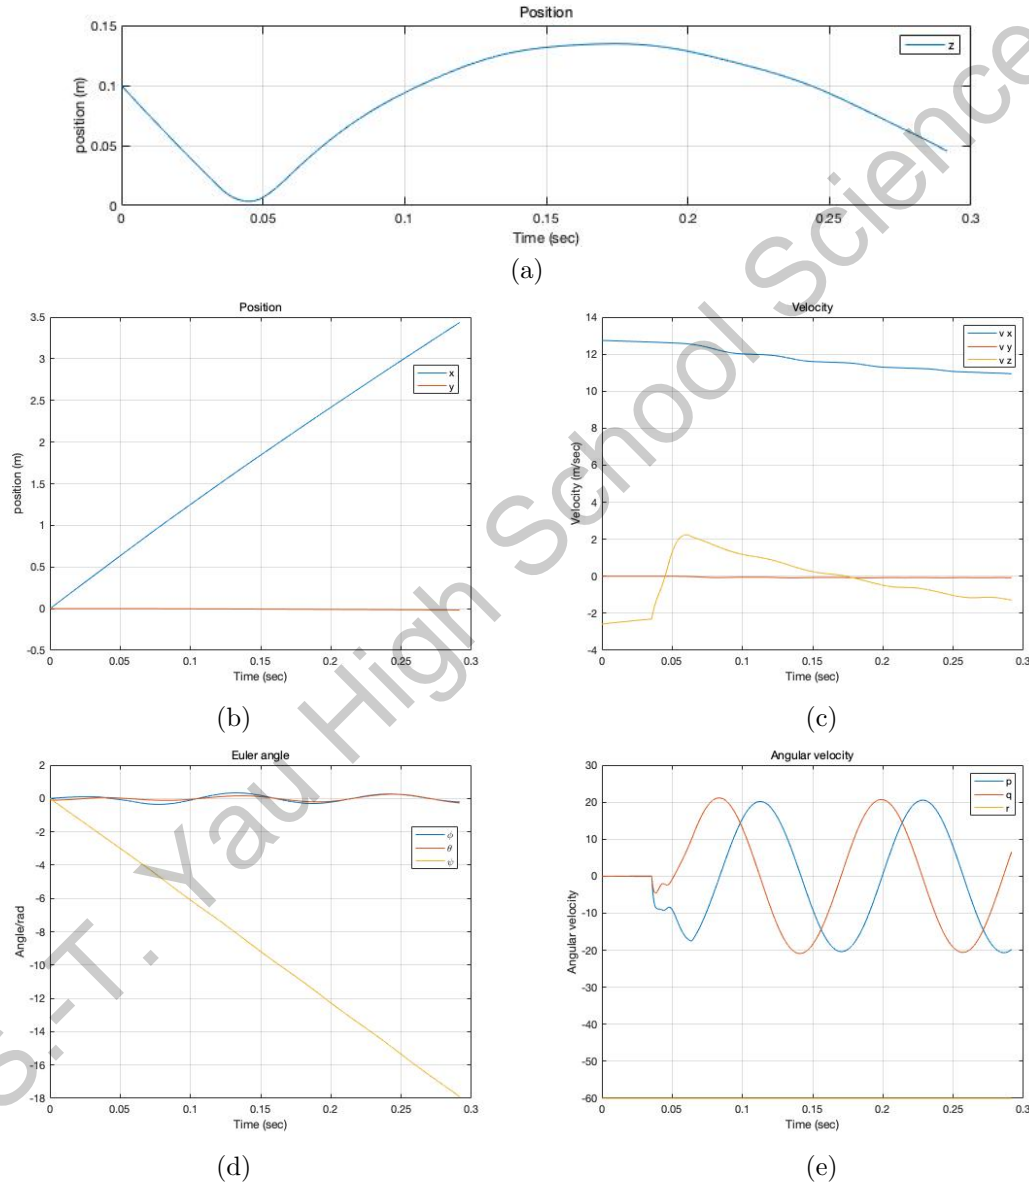 Position
0.15
0.1
0.05
0
position (m)
z
0 0.05 0.1 0.15 0.2 0.25 0.3
Time (sec)
(a)
Position
3.5
3
2.5
2
1.5
1
0.5
0
-0.5
position (m)
x
y
0 0.05 0.1 0.15 0.2 0.25 0.3
Time (sec)
(b)
Velocity
14
12
10
8
6
4
2
0
-2
-4
Velocity (m/sec)
v x
v y
v z
0 0.05 0.1 0.15 0.2 0.25 0.3
Time (sec)
(c)
Euler angle
2
0
-2
-4
-6
-8
-10
-12
-14
-16
-18
Angle/rad
ϕ
θ
ψ
0 0.05 0.1 0.15 0.2 0.25 0.3
Time (sec)
(d)
Angular velocity
30
20
10
0
-10
-20
-30
-40
-50
-60
Angular velocity
p
q
r
0 0.05 0.1 0.15 0.2 0.25 0.3
Time (sec)
(e)
S.-T. Yau High School Science